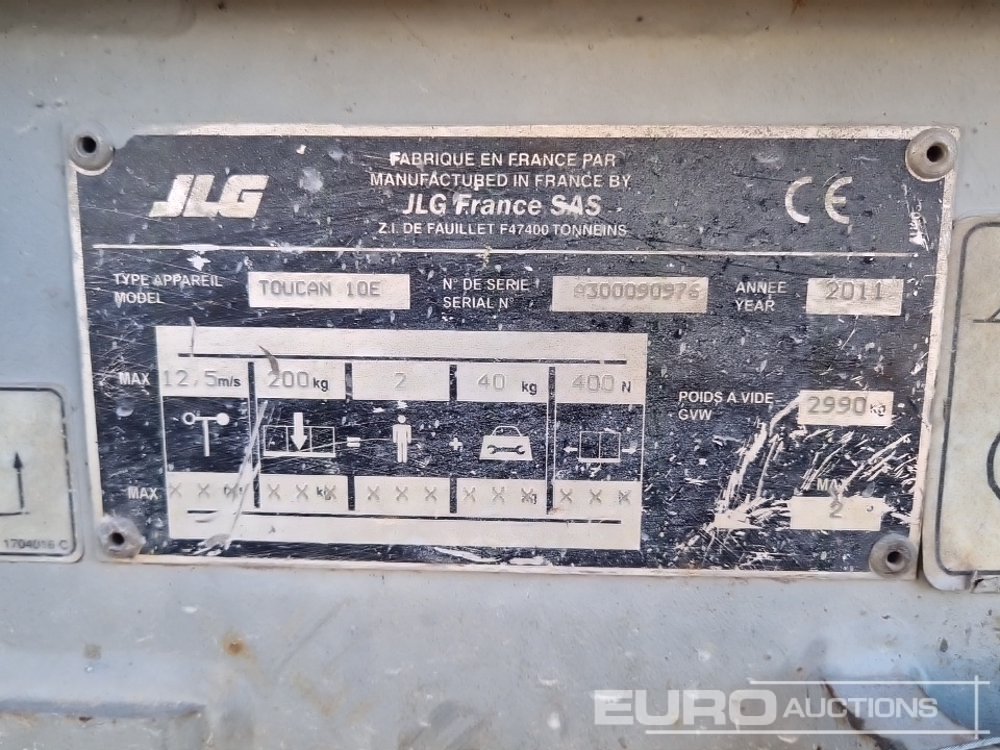 JLG
FABRIQUE EN FRANCE PAR
MANUFACTURED IN FRANCE BY
JLG France SAS
Z.I. DE FAUILLET F47400 TONNEINS
CE
TYPE APPAREIL
MODEL
TOUCAN 10E
N° DE SERIE
SERIAL N°
A300090976
ANNEE
YEAR
2011
MAX 12,5m/s 200kg 2 40 kg 400 N
= +
MAX X X X X X kg X X X X X kg X X X
POIDS A VIDE
GVW
2990kg
2
1704016 C
EURO AUCTIONS